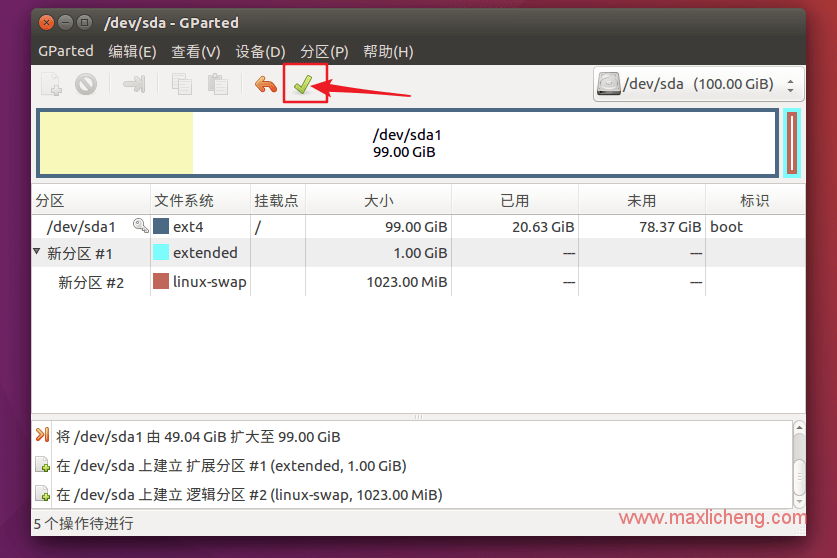 /dev/sda - GParted
GParted 编辑(E) 查看(V) 设备(D) 分区(P) 帮助(H)
/dev/sda (100.00 GiB)
/dev/sda1
99.00 GiB
分区 文件系统 挂载点 大小 已用 未用 标识
/dev/sda1 ext4 / 99.00 GiB 20.63 GiB 78.37 GiB boot
新分区 #1 extended 1.00 GiB --- ---
新分区 #2 linux-swap 1023.00 MiB --- ---
将 /dev/sda1 由 49.04 GiB 扩大至 99.00 GiB
在 /dev/sda 上建立 扩展分区 #1 (extended, 1.00 GiB)
在 /dev/sda 上建立 逻辑分区 #2 (linux-swap, 1023.00 MiB)
5 个操作待进行
www.maxlicheng.com